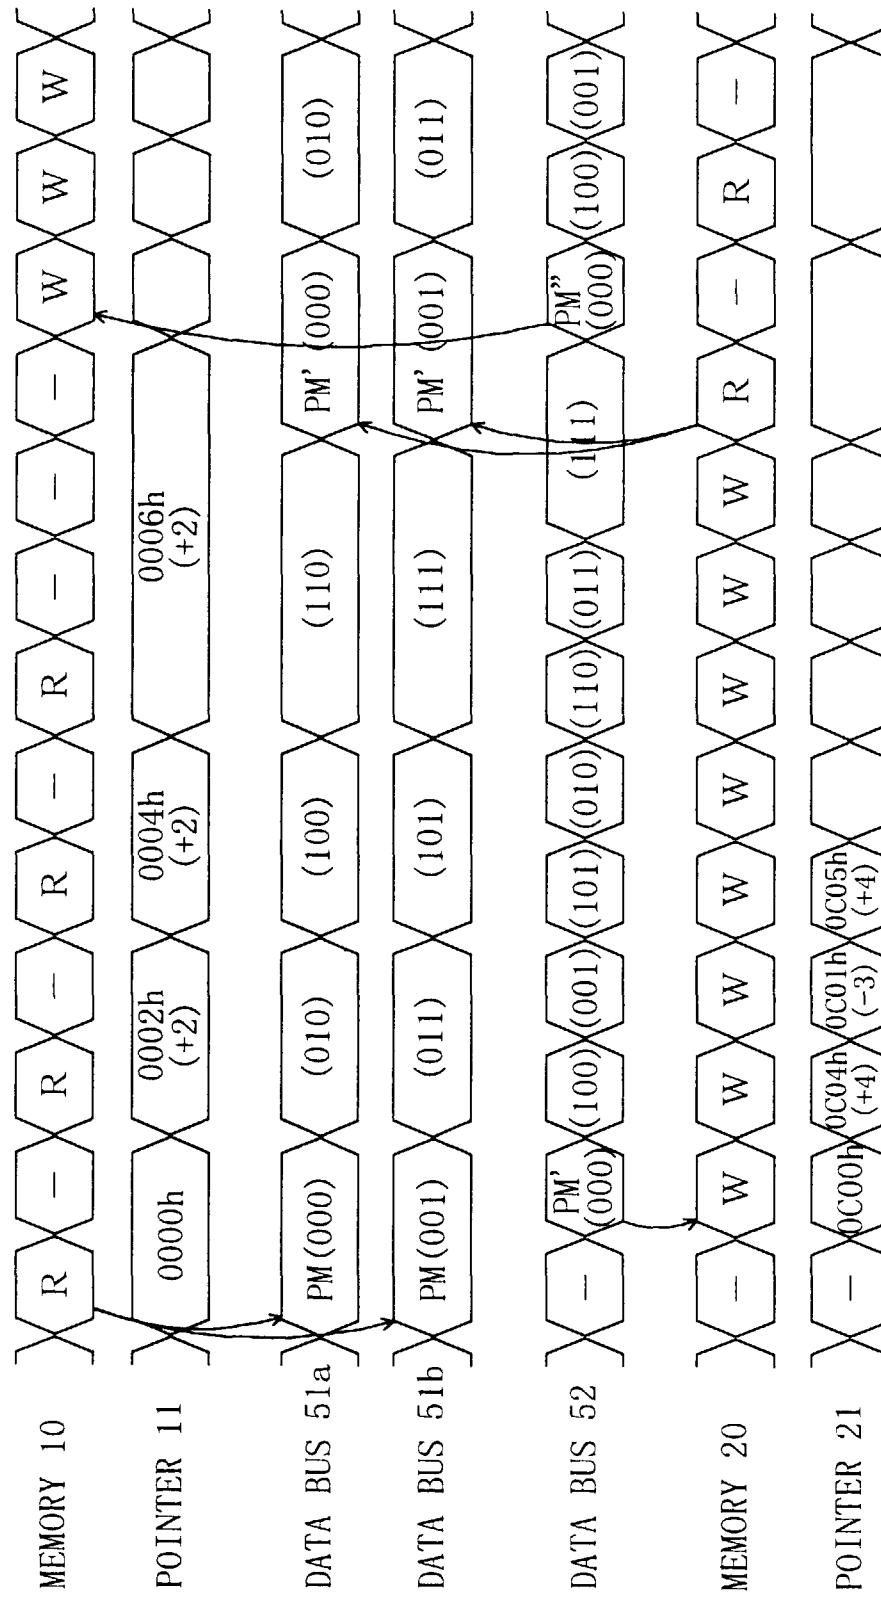 MEMORY 10 R — R — R — R — — — W W W
POINTER 11 0000h 0002h (+2) 0004h (+2) 0006h (+2)
DATA BUS 51a PM(000) (010) (100) (110) PM' (000) (010)
DATA BUS 51b PM(001) (011) (101) (111) PM' (001) (011)
DATA BUS 52 — PM' (000) (100) (001) (101) (010) (110) (011) (111) PM" (000) (100) (001)
MEMORY 20 — W W W W W W W W R — R —
POINTER 21 — 0C00h 0C04h (+4) 0C01h (-3) 0C05h (+4)